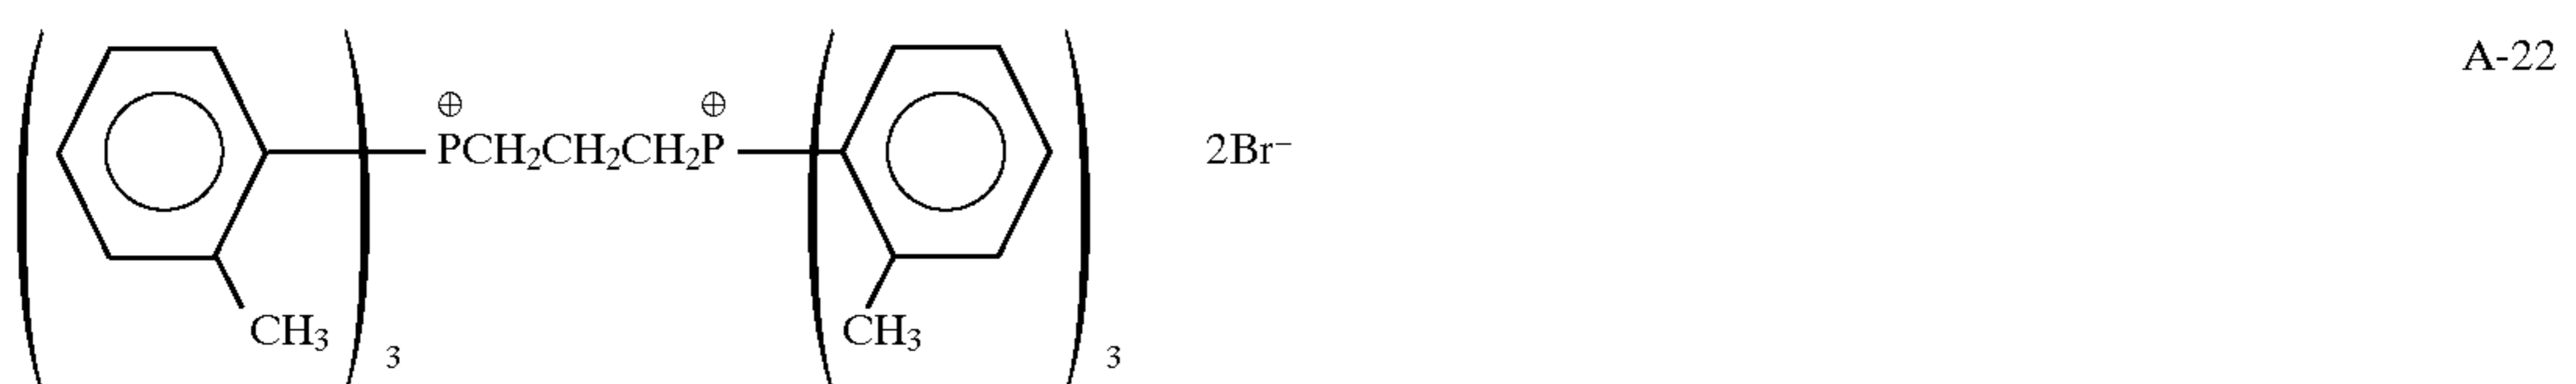 A-22
⊕ ⊕
PCH₂CH₂CH₂P 2Br⁻
CH₃ CH₃
3 3